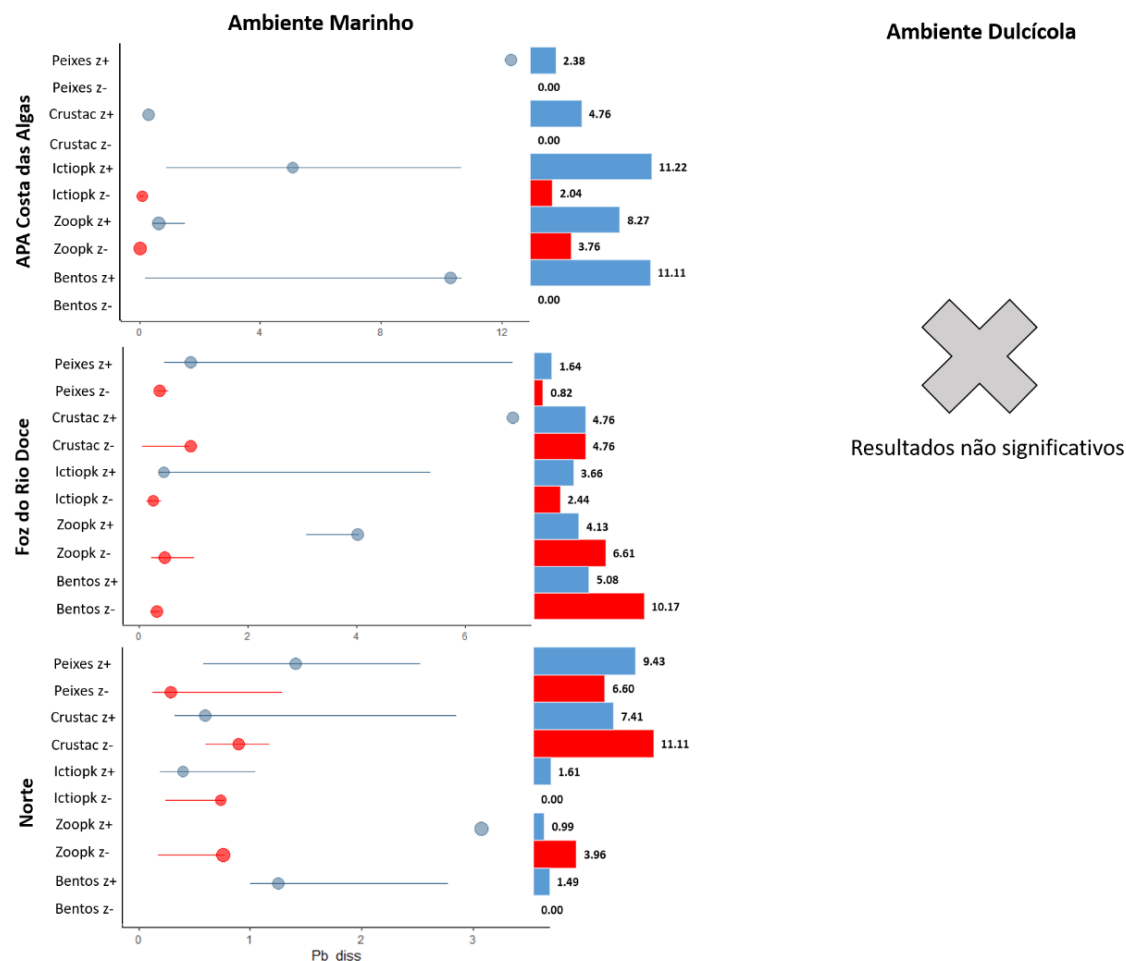 Ambiente Marinho
Ambiente Dulcícola
APA Costa das Algas
Peixes z+
2.38
Peixes z-
0.00
Crustac z+
4.76
Crustac z-
0.00
Ictiopk z+
11.22
Ictiopk z-
2.04
Zoopk z+
8.27
Zoopk z-
3.76
Bentos z+
11.11
Bentos z-
0.00
0 4 8 12
Foz do Rio Doce
Peixes z+
1.64
Peixes z-
0.82
Crustac z+
4.76
Crustac z-
4.76
Ictiopk z+
3.66
Ictiopk z-
2.44
Zoopk z+
4.13
Zoopk z-
6.61
Bentos z+
5.08
Bentos z-
10.17
0 2 4 6
Resultados não significativos
Norte
Peixes z+
9.43
Peixes z-
6.60
Crustac z+
7.41
Crustac z-
11.11
Ictiopk z+
1.61
Ictiopk z-
0.00
Zoopk z+
0.99
Zoopk z-
3.96
Bentos z+
1.49
Bentos z-
0.00
0 1 2 3
Pb_diss